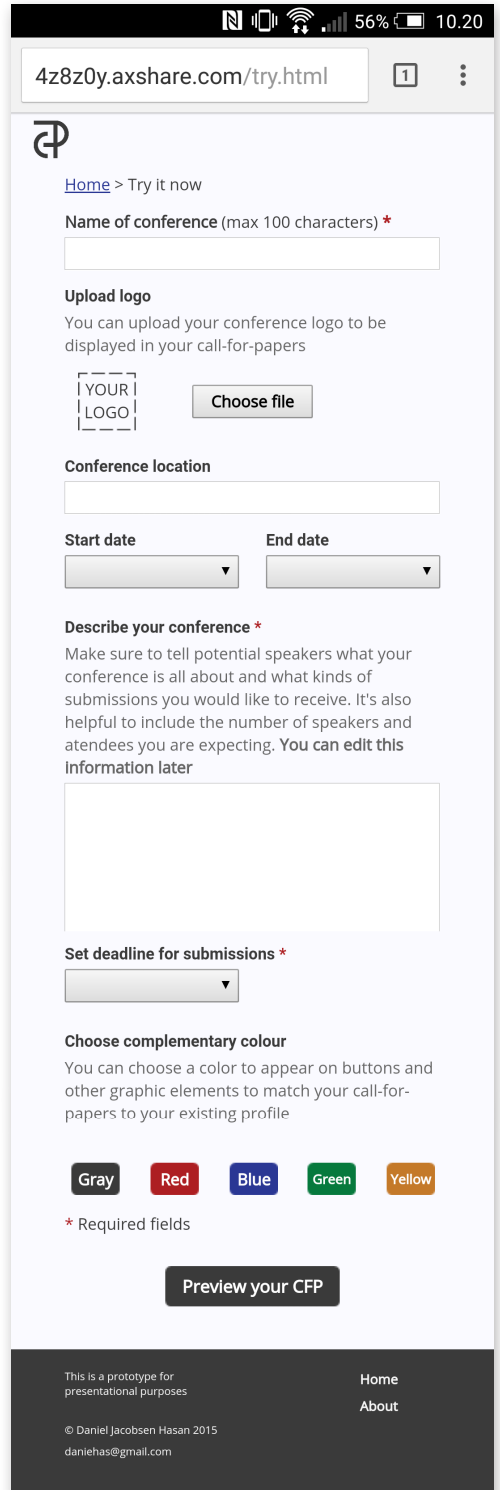 56% 10.20
4z8z0y.axshare.com/try.html 1
Home > Try it now
Name of conference (max 100 characters) *
Upload logo
You can upload your conference logo to be
displayed in your call-for-papers
YOUR
LOGO
Choose file
Conference location
Start date End date
Describe your conference *
Make sure to tell potential speakers what your
conference is all about and what kinds of
submissions you would like to receive. It's also
helpful to include the number of speakers and
atendees you are expecting. You can edit this
information later
Set deadline for submissions *
Choose complementary colour
You can choose a color to appear on buttons and
other graphic elements to match your call-for-
papers to your existing profile
Gray Red Blue Green Yellow
* Required fields
Preview your CFP
This is a prototype for
presentational purposes
© Daniel Jacobsen Hasan 2015
daniehas@gmail.com
Home
About